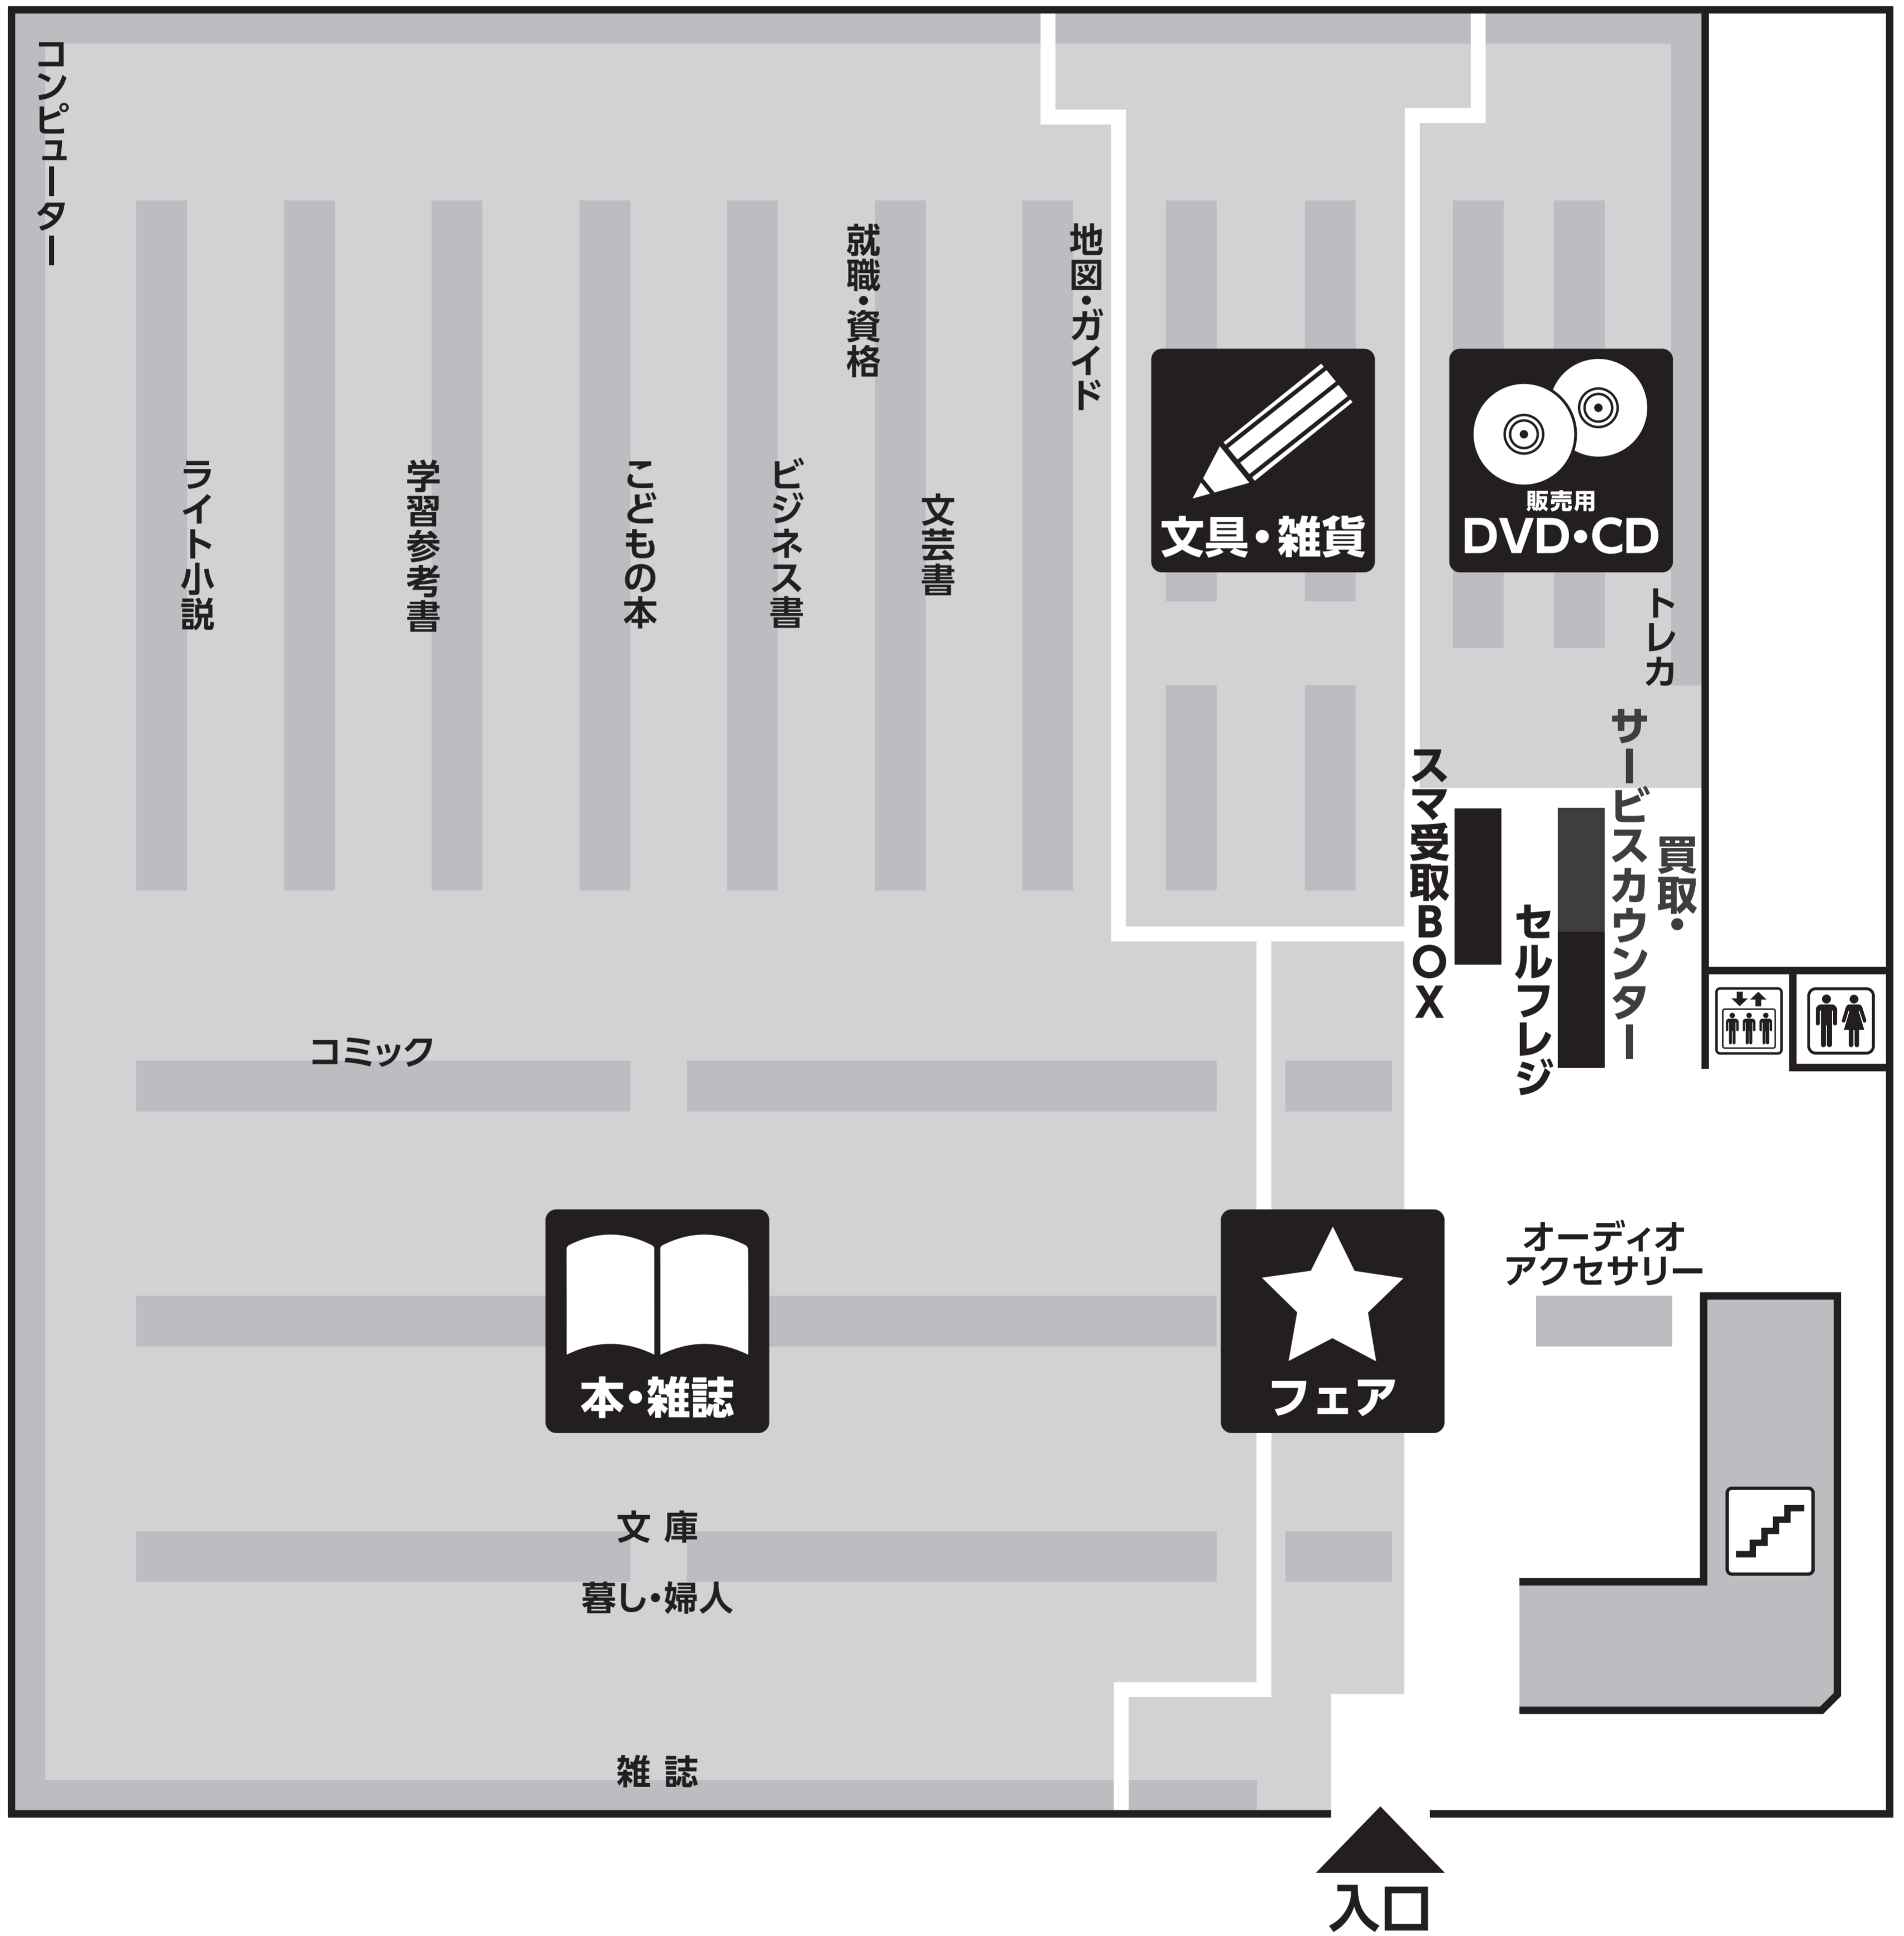 コンピューター
ライト小説
学習参考書
こどもの本
ビジネス書
就職・資格
文芸書
地図・ガイド
文具・雑貨
販売用
DVD・CD
トレカ
買取・
サービスカウンター
スマ受取BOX
セルフレジ
コミック
本・雑誌
フェア
オーディオ
アクセサリー
文庫
暮し・婦人
雑誌
入口